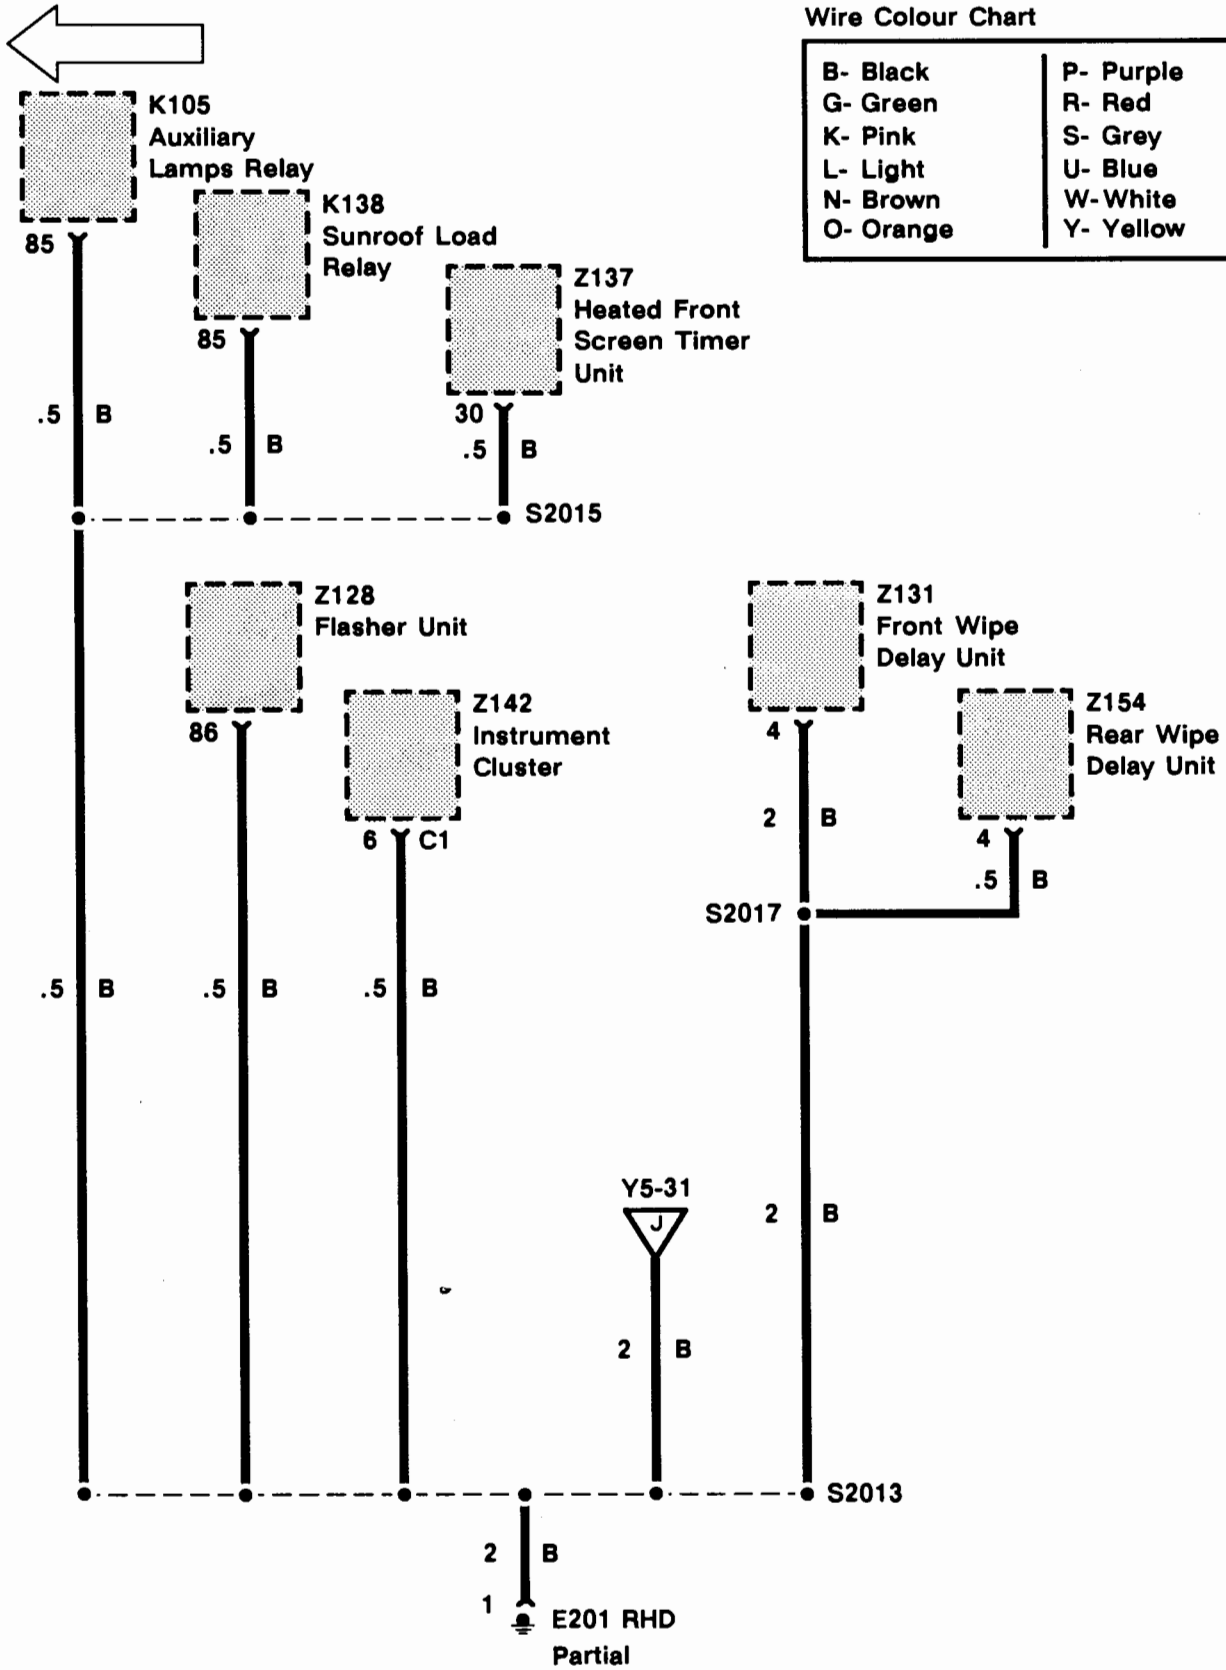 Wire Colour Chart
B- Black
G- Green
K- Pink
L- Light
N- Brown
O- Orange
P- Purple
R- Red
S- Grey
U- Blue
W- White
Y- Yellow
K105
Auxiliary
Lamps Relay
85
.5 B
K138
Sunroof Load
Relay
85
.5 B
Z137
Heated Front
Screen Timer
Unit
30
.5 B
S2015
Z128
Flasher Unit
86
Z142
Instrument
Cluster
6 C1
Z131
Front Wipe
Delay Unit
4
2 B
Z154
Rear Wipe
Delay Unit
4
.5 B
S2017
.5 B
.5 B
.5 B
Y5-31
J
2 B
2 B
S2013
2 B
1
E201 RHD
Partial